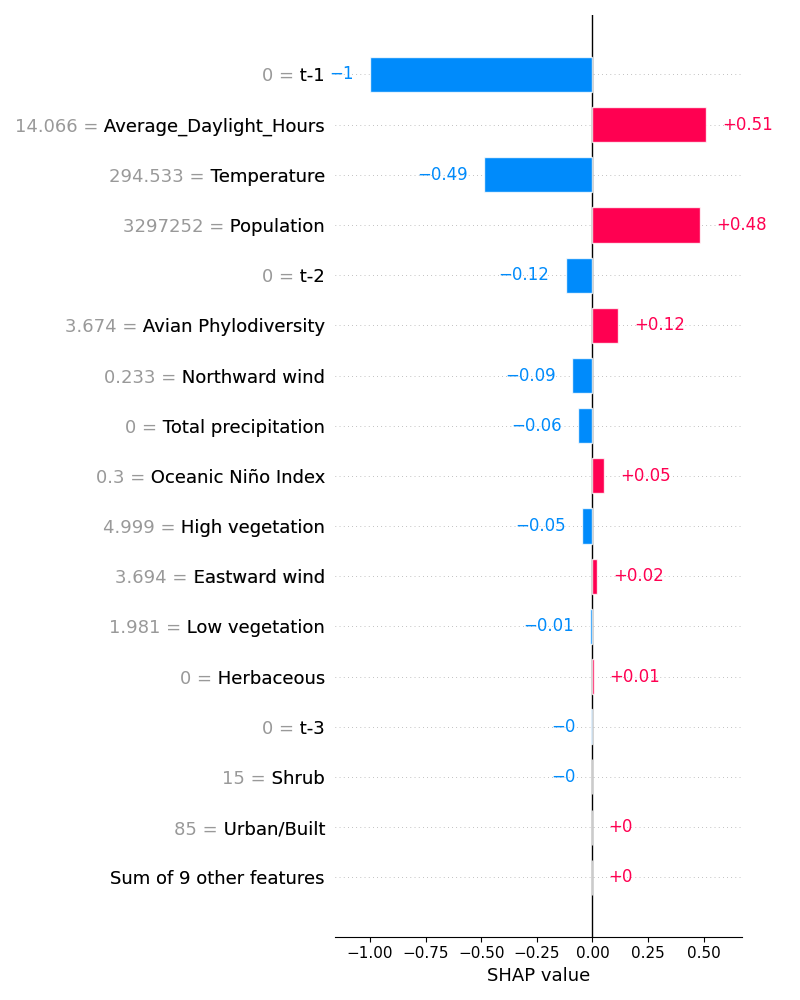 0 = t-1 −1
14.066 = Average_Daylight_Hours +0.51
294.533 = Temperature −0.49
3297252 = Population +0.48
0 = t-2 −0.12
3.674 = Avian Phylodiversity +0.12
0.233 = Northward wind −0.09
0 = Total precipitation −0.06
0.3 = Oceanic Niño Index +0.05
4.999 = High vegetation −0.05
3.694 = Eastward wind +0.02
1.981 = Low vegetation −0.01
0 = Herbaceous +0.01
0 = t-3 −0
15 = Shrub −0
85 = Urban/Built +0
Sum of 9 other features +0
−1.00 −0.75 −0.50 −0.25 0.00 0.25 0.50
SHAP value